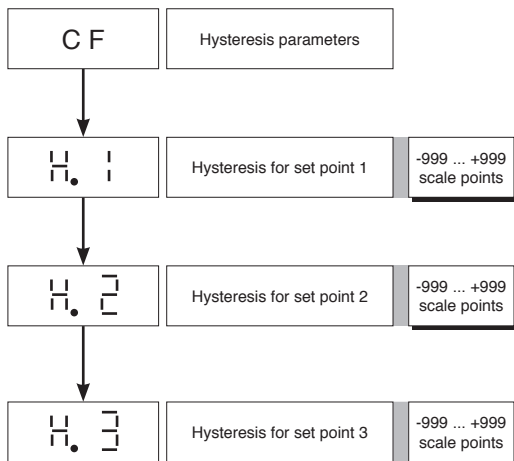 C F
Hysteresis parameters
H. 1
Hysteresis for set point 1
-999 ... +999
scale points
H. 2
Hysteresis for set point 2
-999 ... +999
scale points
H. 3
Hysteresis for set point 3
-999 ... +999
scale points